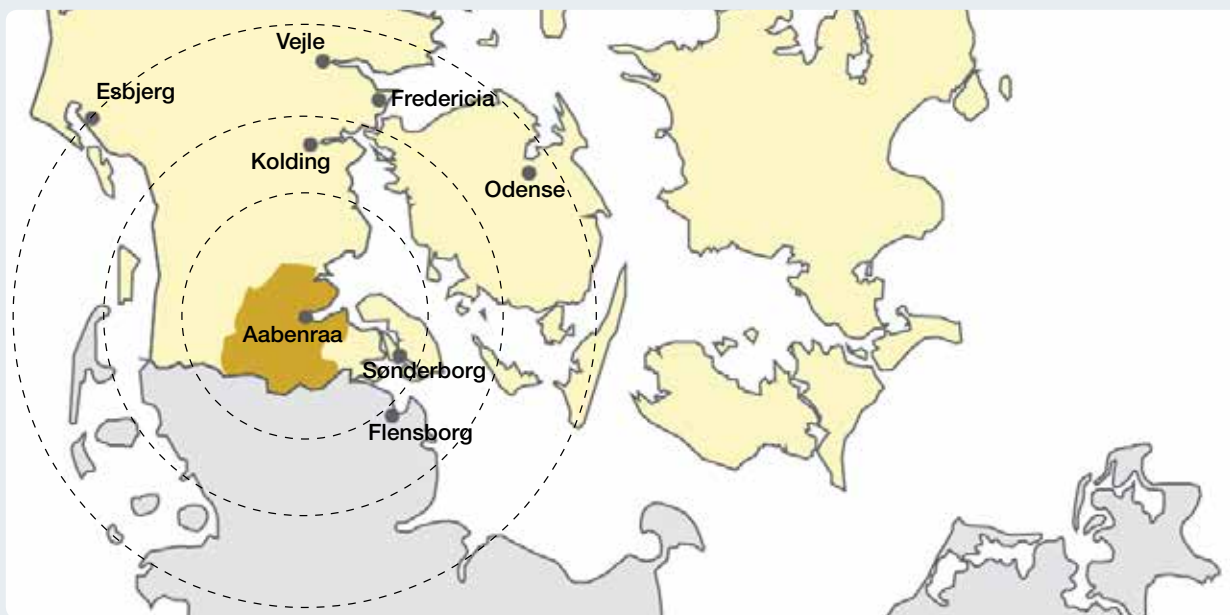 Vejle
Esbjerg
Fredericia
Kolding
Odense
Aabenraa
Sønderborg
Flensborg